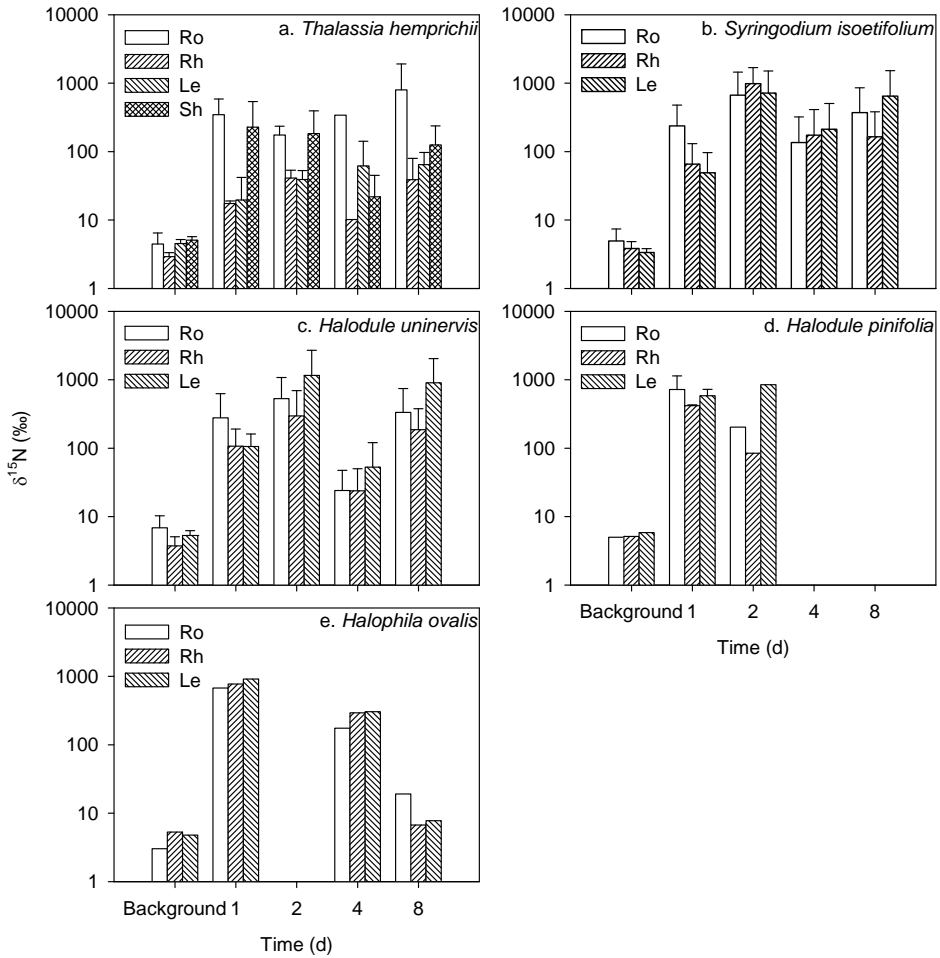 a. Thalassia hemprichii
10000
1000
100
10
1
Ro
Rh
Le
Sh
b. Syringodium isoetifolium
10000
1000
100
10
1
Ro
Rh
Le
c. Halodule uninervis
10000
1000
100
10
1
Ro
Rh
Le
δ¹⁵N (‰)
d. Halodule pinifolia
10000
1000
100
10
1
Ro
Rh
Le
Background 1 2 4 8
Time (d)
e. Halophila ovalis
10000
1000
100
10
1
Ro
Rh
Le
Background 1 2 4 8
Time (d)